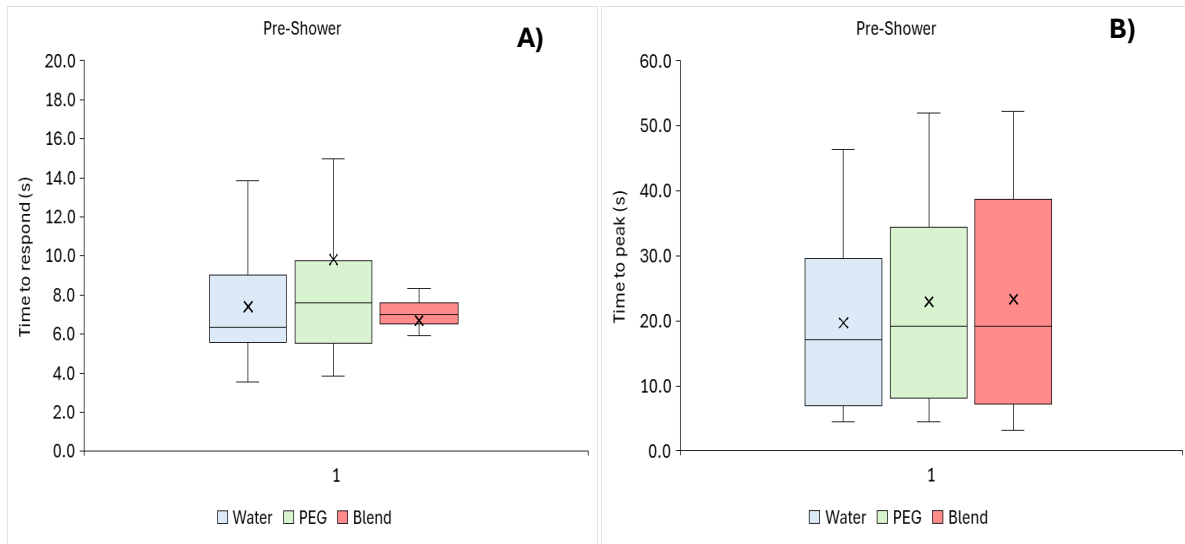 Pre-Shower
A)
20.0
18.0
16.0
14.0
12.0
10.0
8.0
6.0
4.0
2.0
0.0
Time to respond (s)
1
Water PEG Blend
Pre-Shower
B)
60.0
50.0
40.0
30.0
20.0
10.0
0.0
Time to peak (s)
1
Water PEG Blend